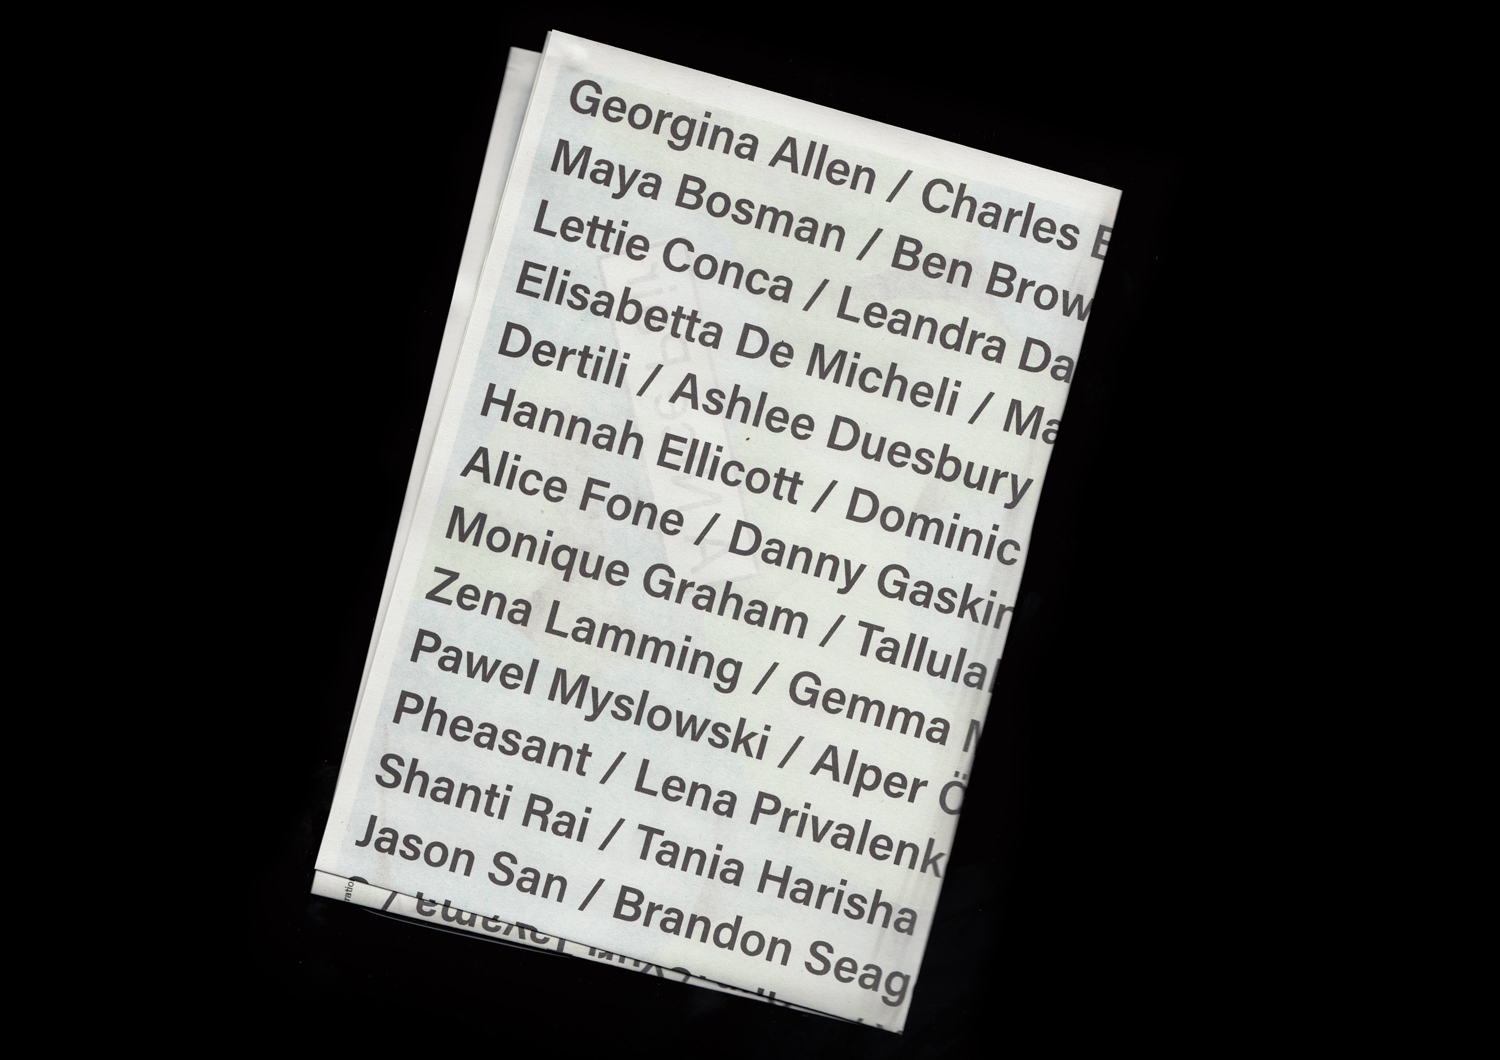 Georgina Allen / Charles
Maya Bosman / Ben Brow
Lettie Conca / Leandra Da
Elisabetta De Micheli / Ma
Dertili / Ashlee Duesbury
Hannah Ellicott / Dominic
Alice Fone / Danny Gaskin
Monique Graham / Tallula
Zena Lamming / Gemma
Pawel Myslowski / Alper Ö
Pheasant / Lena Privalenk
Shanti Rai / Tania Harisha
Jason San / Brandon Seag